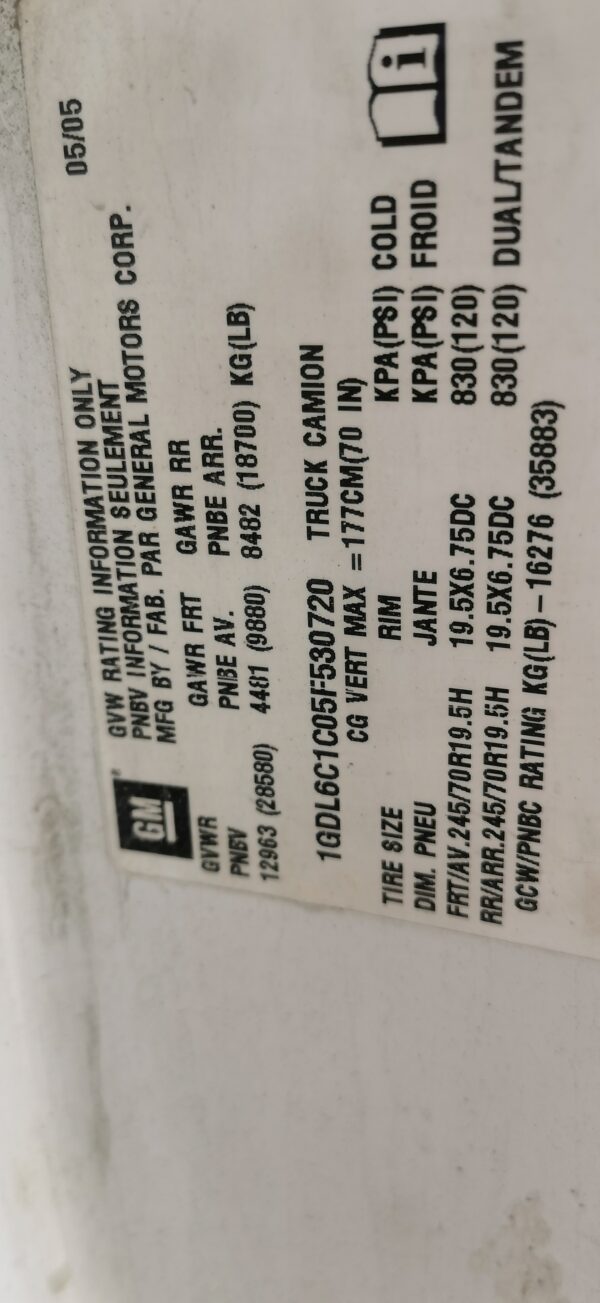 GM
GVW RATING INFORMATION ONLY 05/05
PNBV INFORMATION SEULEMENT
MFG BY / FAB. PAR GENERAL MOTORS CORP.
GVWR GAWR FRT GAWR RR
PNBV PNBE AV. PNBE ARR.
12963 (28580) 4481 (9880) 8482 (18700) KG(LB)
1GDL6C1C05F530720 TRUCK CAMION
CG VERT MAX =177CM(70 IN)
TIRE SIZE RIM KPA(PSI) COLD
DIM. PNEU JANTE KPA(PSI) FROID
FRT/AV.245/70R19.5H 19.5X6.75DC 830(120)
RR/ARR.245/70R19.5H 19.5X6.75DC 830(120) DUAL/TANDEM
GCW/PNBC RATING KG(LB)–16276 (35883)